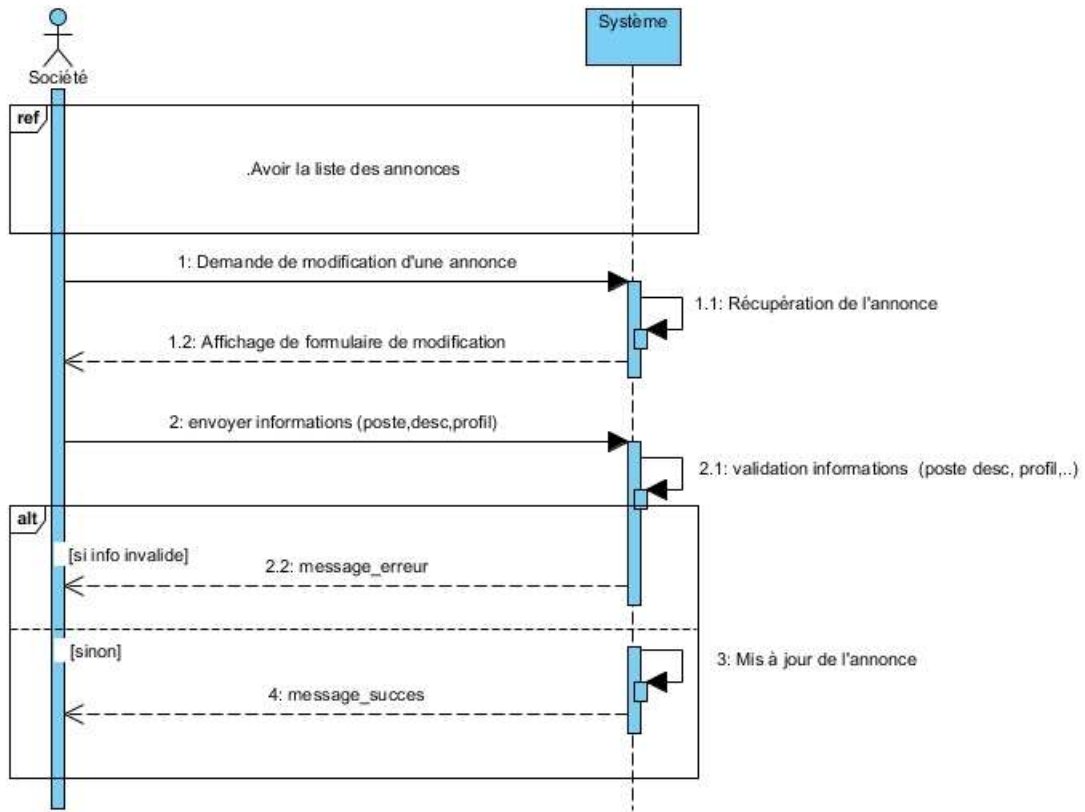 Société
Système
ref
.Avoir la liste des annonces
1: Demande de modification d'une annonce
1.1: Récupération de l'annonce
1.2: Affichage de formulaire de modification
2: envoyer informations (poste,desc,profil)
2.1: validation informations (poste desc, profil,..)
alt
[si info invalide]
2.2: message_erreur
[sinon]
3: Mis à jour de l'annonce
4: message_succes